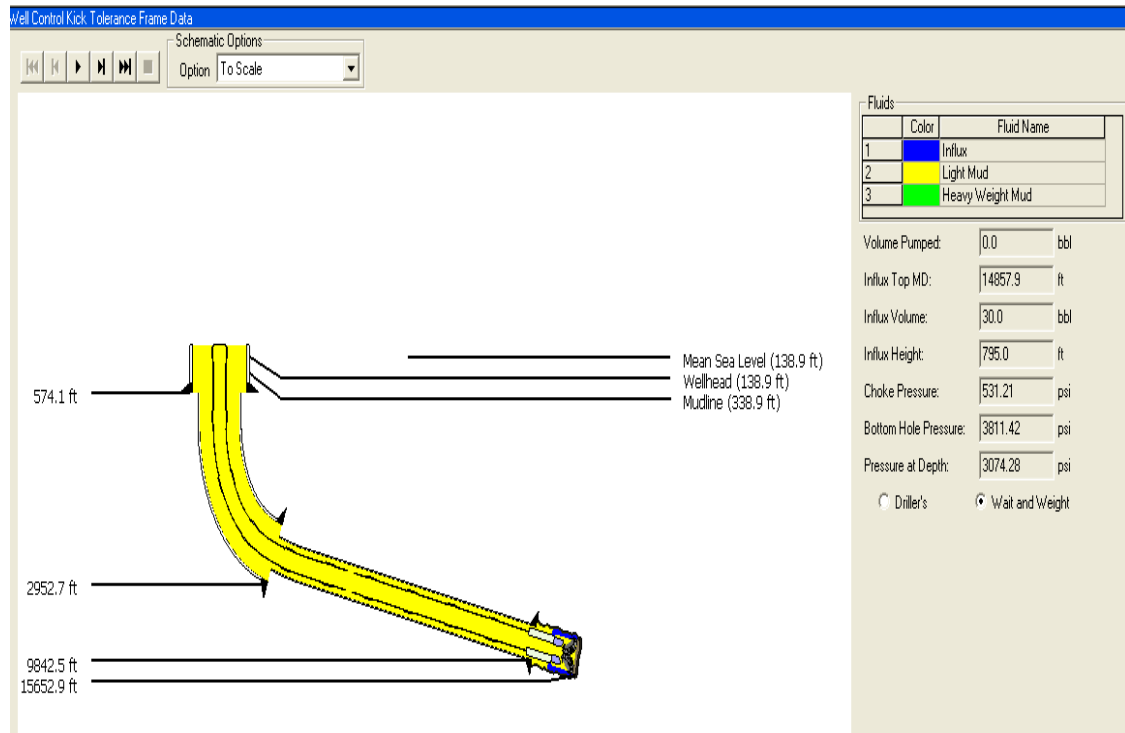 Well Control Kick Tolerance Frame Data
Schematic Options
Option To Scale
Fluids
Color Fluid Name
1 Influx
2 Light Mud
3 Heavy Weight Mud
Volume Pumped: 0.0 bbl
Influx Top MD: 14857.9 ft
Influx Volume: 30.0 bbl
Influx Height: 795.0 ft
Choke Pressure: 531.21 psi
Bottom Hole Pressure: 3811.42 psi
Pressure at Depth: 3074.28 psi
Driller's Wait and Weight
Mean Sea Level (138.9 ft)
Wellhead (138.9 ft)
Mudline (338.9 ft)
574.1 ft
2952.7 ft
9842.5 ft
15652.9 ft